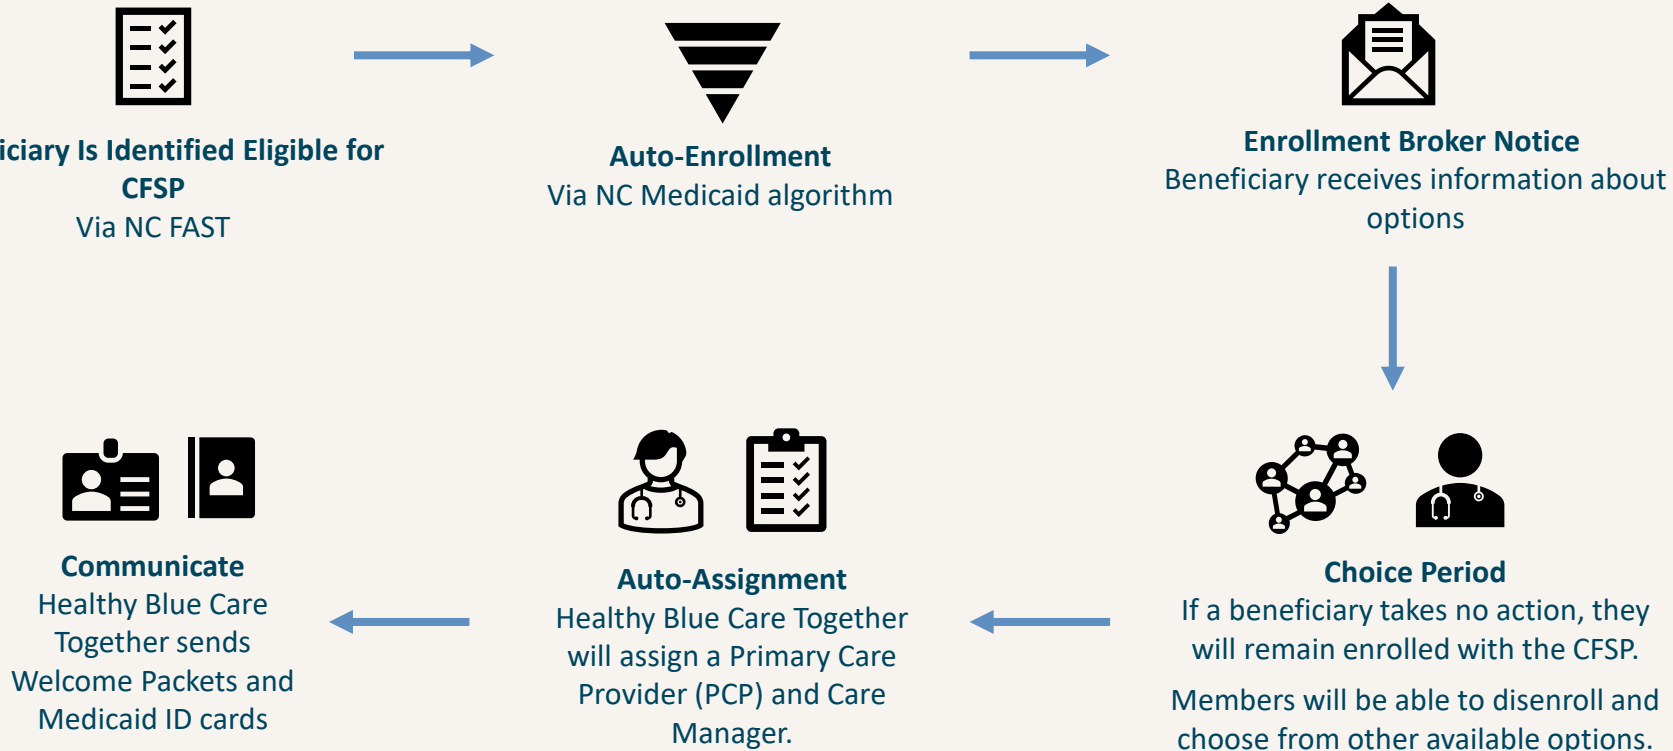 iciary Is Identified Eligible for
CFSP
Via NC FAST
Auto-Enrollment
Via NC Medicaid algorithm
Enrollment Broker Notice
Beneficiary receives information about
options
Choice Period
If a beneficiary takes no action, they
will remain enrolled with the CFSP.
Members will be able to disenroll and
choose from other available options.
Auto-Assignment
Healthy Blue Care Together
will assign a Primary Care
Provider (PCP) and Care
Manager.
Communicate
Healthy Blue Care
Together sends
Welcome Packets and
Medicaid ID cards